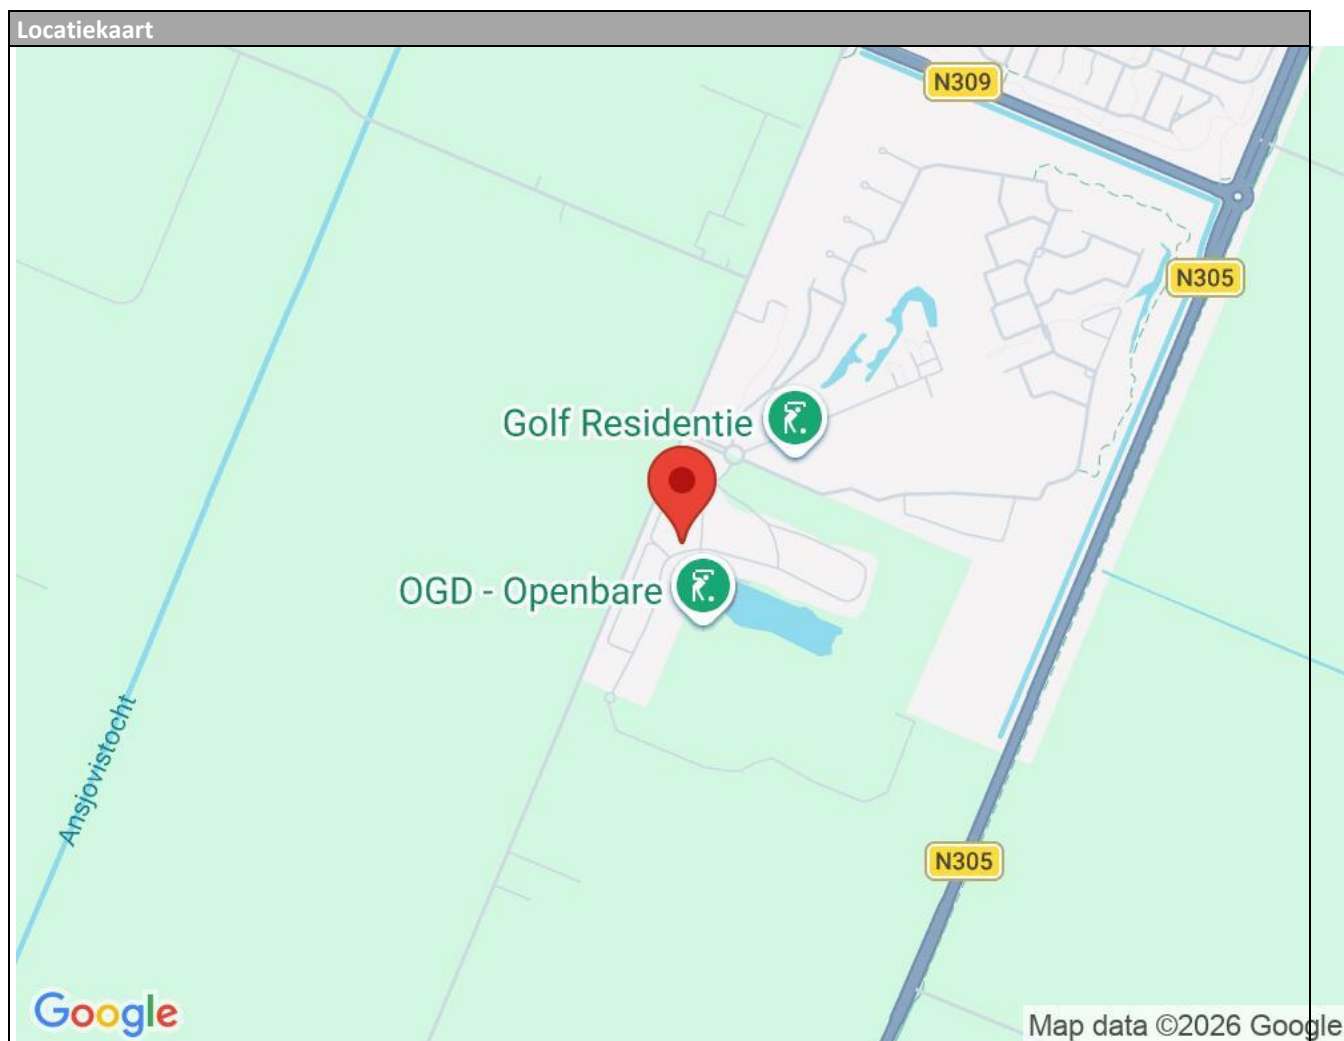 Locatiekaart
N309
N305
Golf Residentie
OGD - Openbare
Ansjovistocht
N305
Google
Map data ©2026 Google